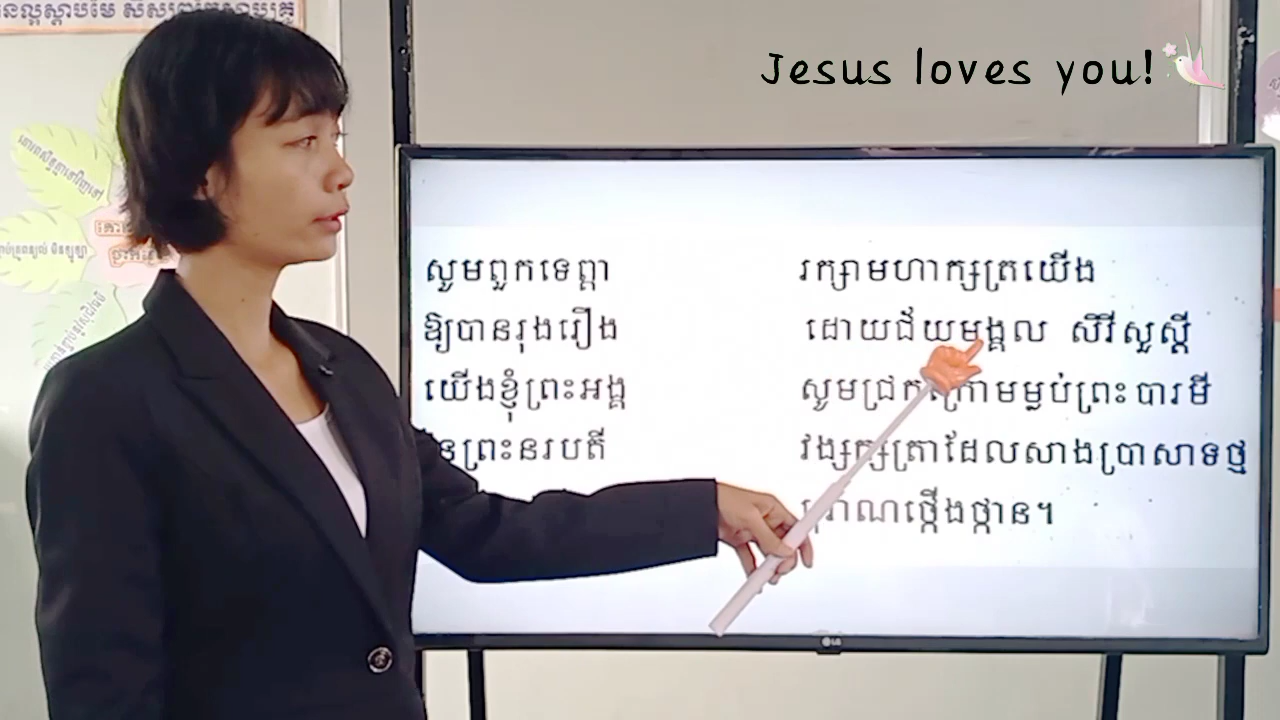 Jesus loves you!
សូមពួកទេព្តា
រក្សាមហាក្សត្រយើង
ឱ្យបានរុងរឿង
ដោយជ័យមង្គល សិរីសួស្តី
យើងខ្ញុំព្រះអង្គ
សូមជ្រក ក្រោមម្លប់ព្រះបារមី
ព្រះនរបតី
វង្សក្សត្រាដែលសាងប្រាសាទថ្ម
ថ្កើងថ្កាន។
LG